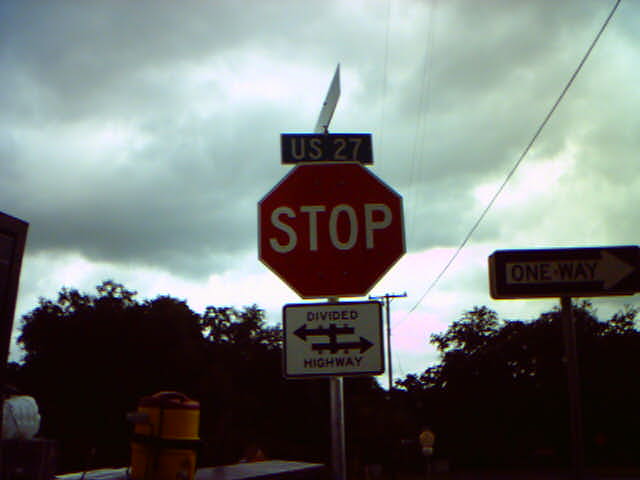 US 27
STOP
DIVIDED
HIGHWAY
ONE-WAY